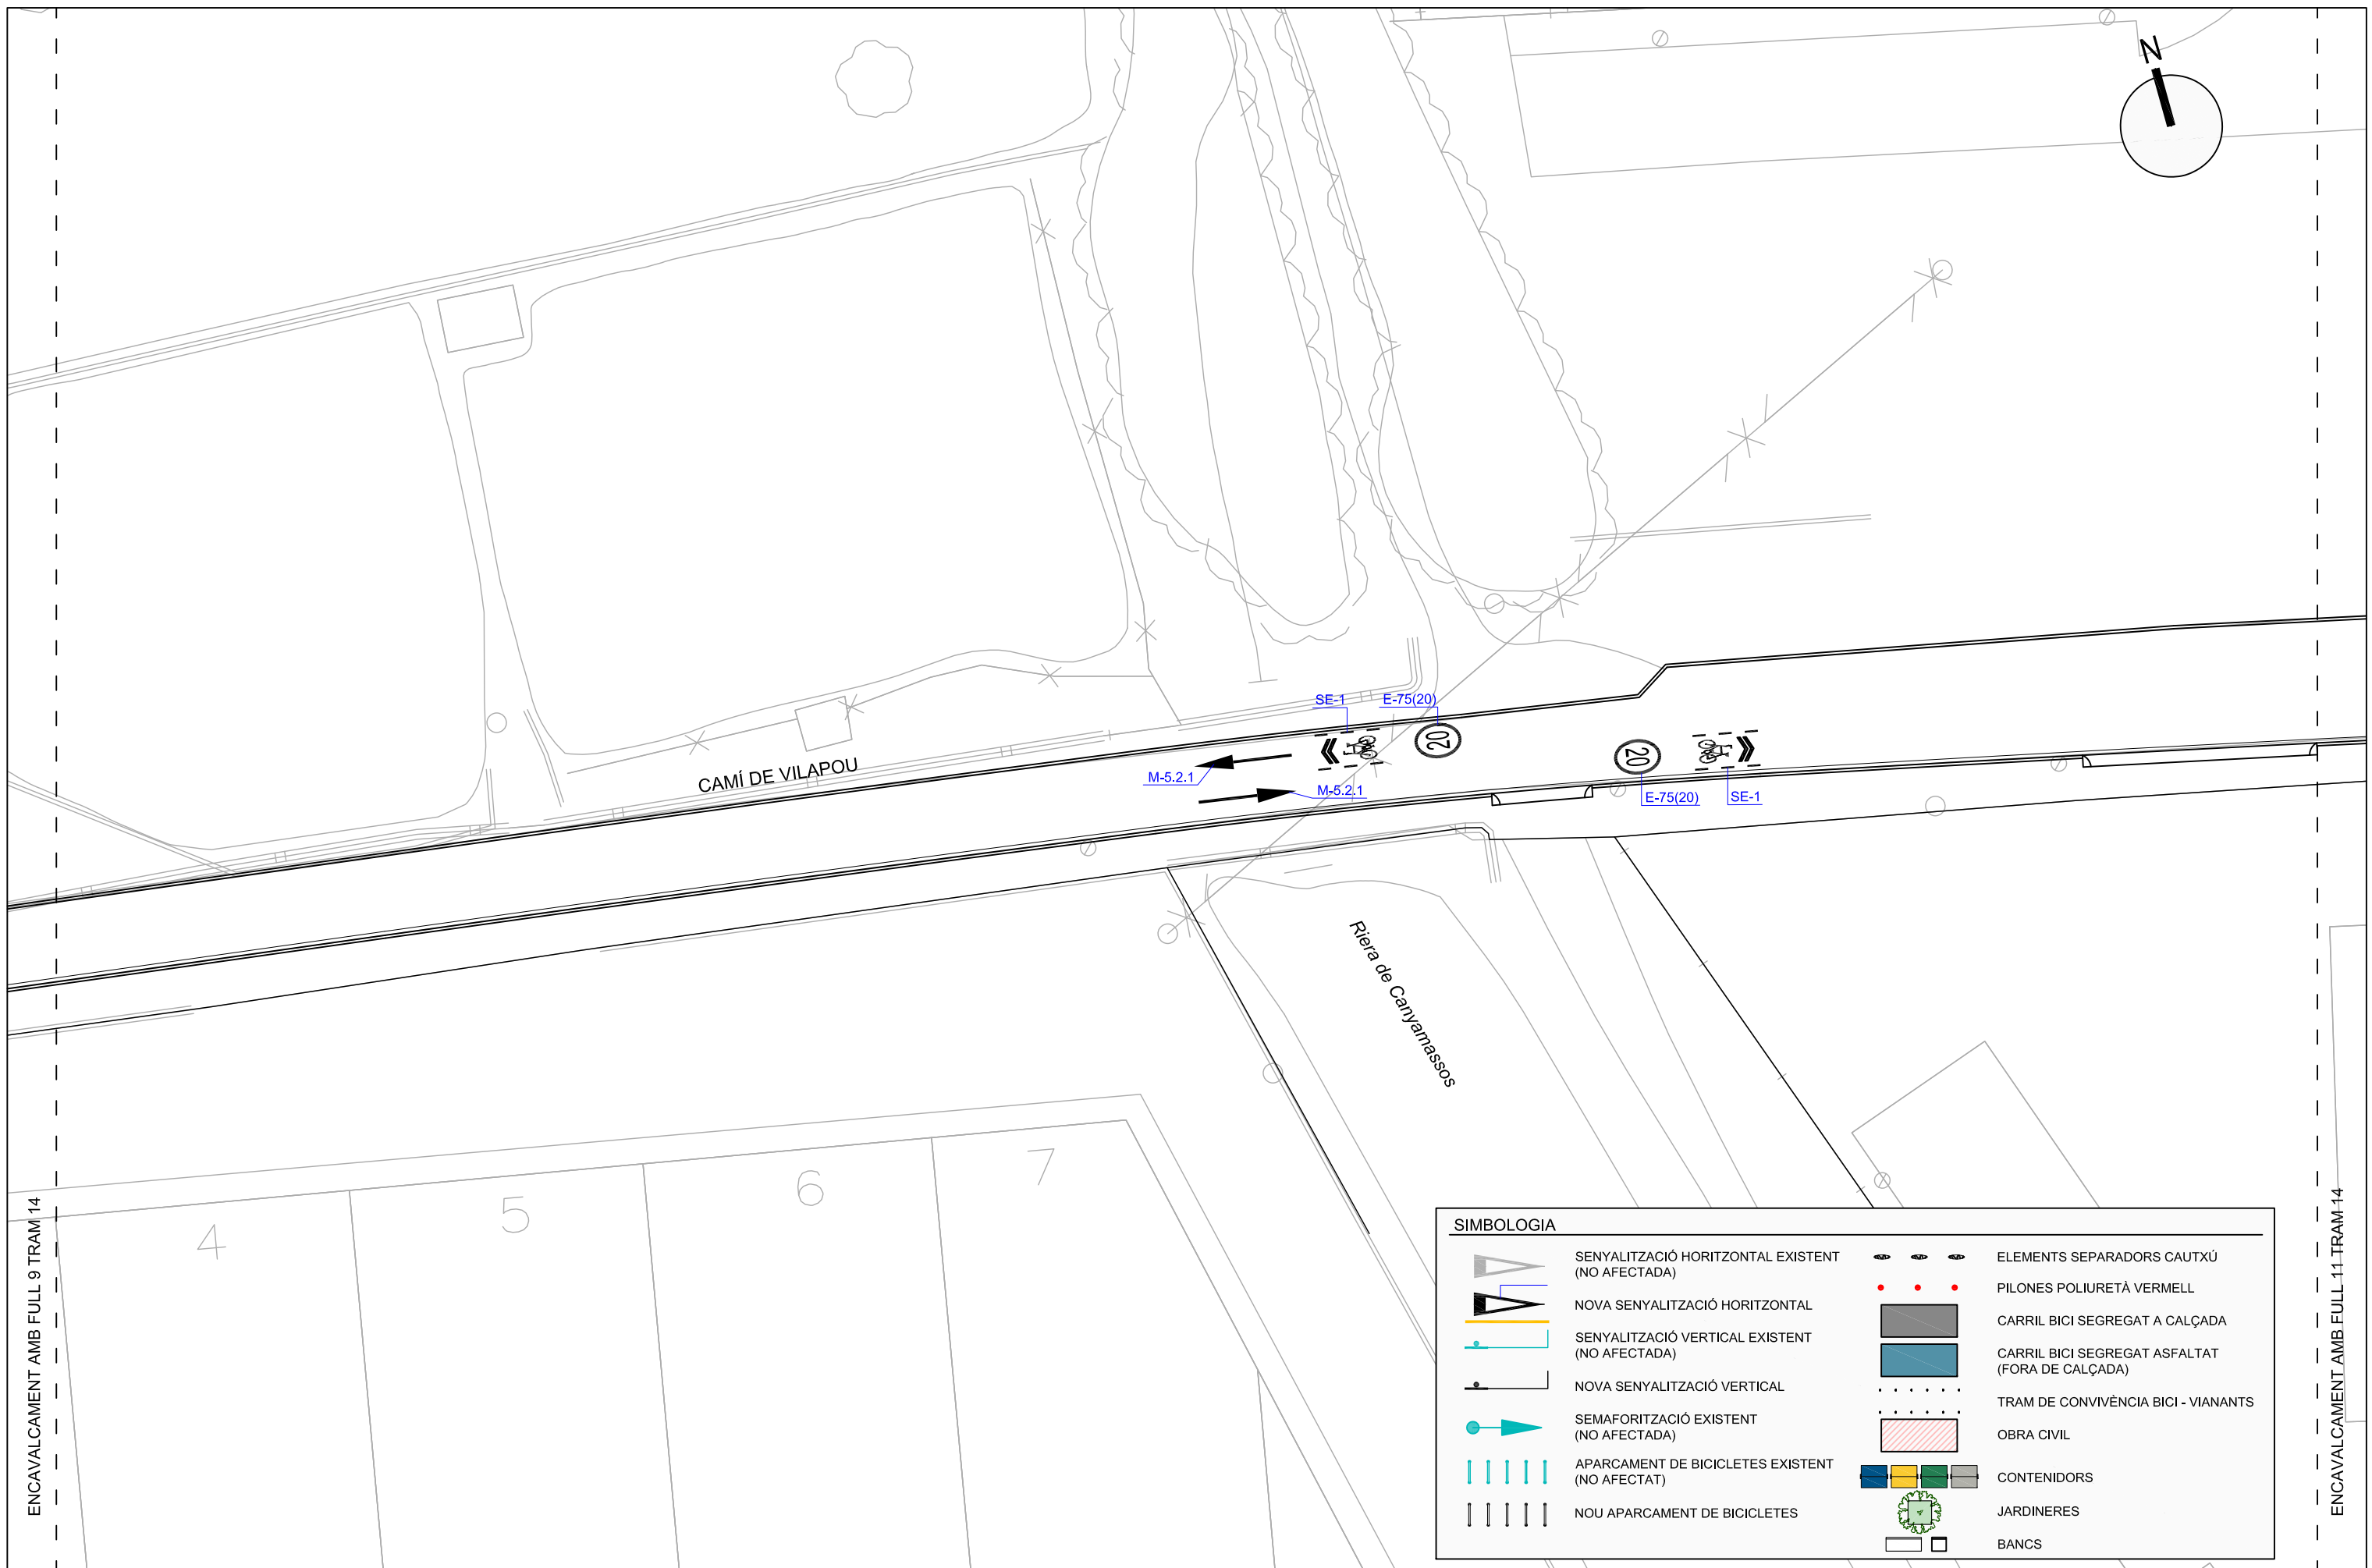 N
SE-1
E-75(20)
20
CAMÍ DE VILAPOU
M-5.2.1
M-5.2.1
20
E-75(20)
SE-1
Riera de Canyamassos
4
5
6
7
ENCAVALCAMENT AMB FULL 9 TRAM 14
ENCAVALCAMENT AMB FULL 11 TRAM 14
SIMBOLOGIA
SENYALITZACIÓ HORITZONTAL EXISTENT
(NO AFECTADA)
NOVA SENYALITZACIÓ HORITZONTAL
SENYALITZACIÓ VERTICAL EXISTENT
(NO AFECTADA)
NOVA SENYALITZACIÓ VERTICAL
SEMAFORITZACIÓ EXISTENT
(NO AFECTADA)
APARCAMENT DE BICICLETES EXISTENT
(NO AFECTAT)
NOU APARCAMENT DE BICICLETES
ELEMENTS SEPARADORS CAUTXÚ
PILONES POLIURETÀ VERMELL
CARRIL BICI SEGREGAT A CALÇADA
CARRIL BICI SEGREGAT ASFALTAT
(FORA DE CALÇADA)
TRAM DE CONVIVÈNCIA BICI - VIANANTS
OBRA CIVIL
CONTENIDORS
JARDINERES
BANCS